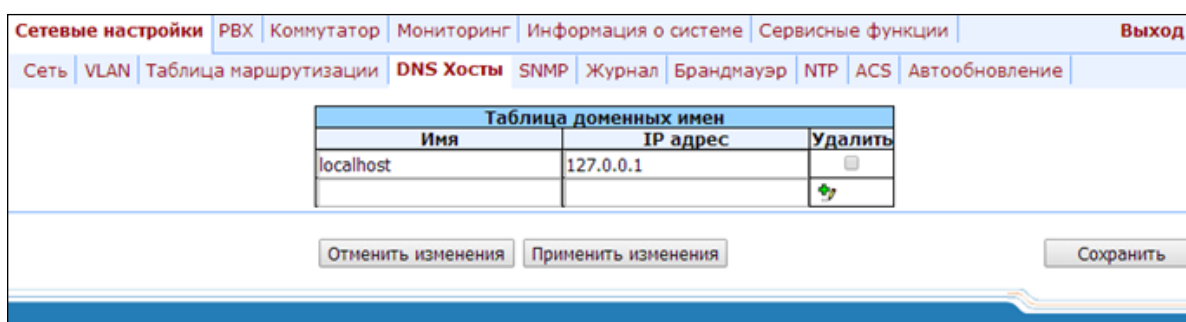 Сетевые настройки PBX Коммутатор Мониторинг Информация о системе Сервисные функции Выход
Сеть VLAN Таблица маршрутизации DNS Хосты SNMP Журнал Брандмауэр NTP ACS Автообновление
Таблица доменных имен
Имя IP адрес Удалить
localhost 127.0.0.1
Отменить изменения Применить изменения Сохранить